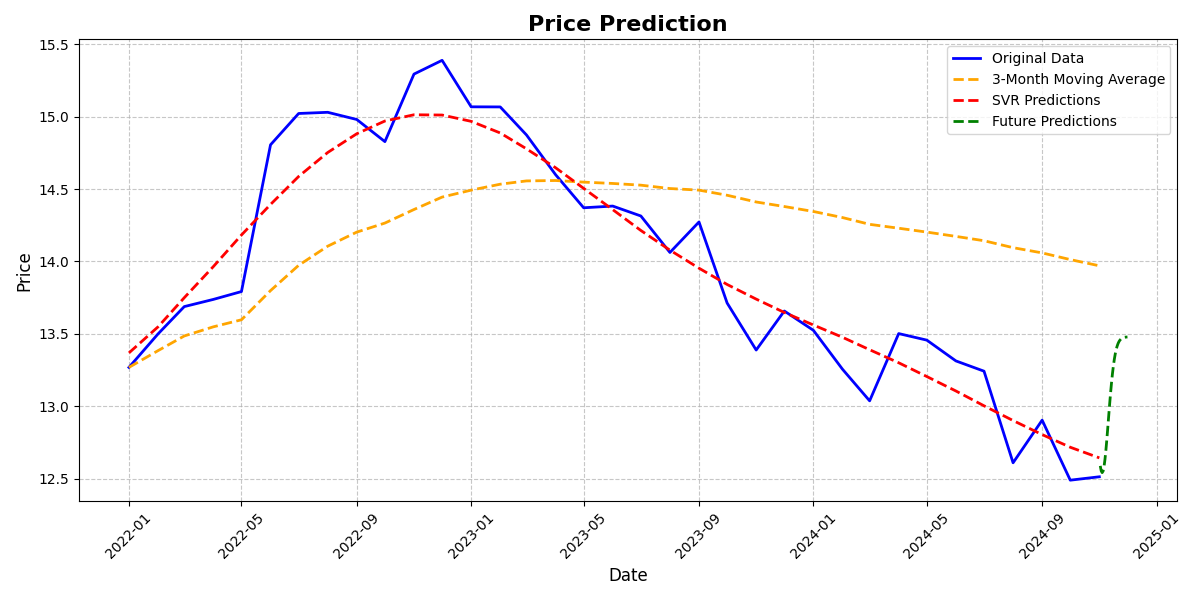 Price Prediction
Original Data
3-Month Moving Average
SVR Predictions
Future Predictions
Price
15.5
15.0
14.5
14.0
13.5
13.0
12.5
2022-01
2022-05
2022-09
2023-01
2023-05
2023-09
2024-01
2024-05
2024-09
2025-01
Date